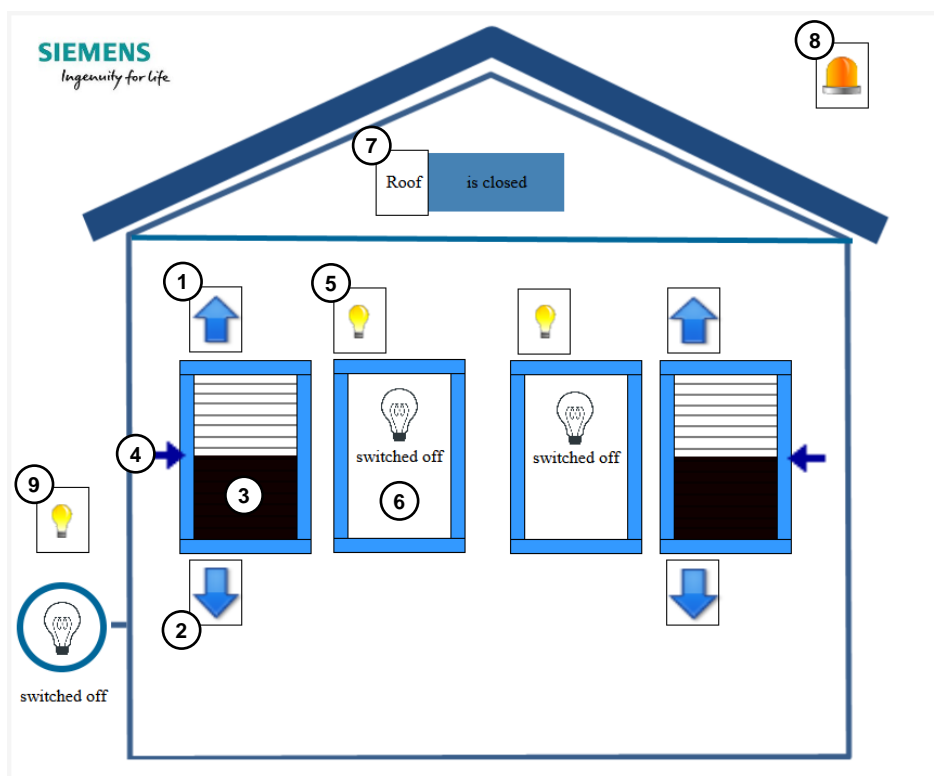 SIEMENS
Ingenuity for life
8
7
Roof
is closed
1
5
switched off
switched off
4
3
6
9
2
switched off